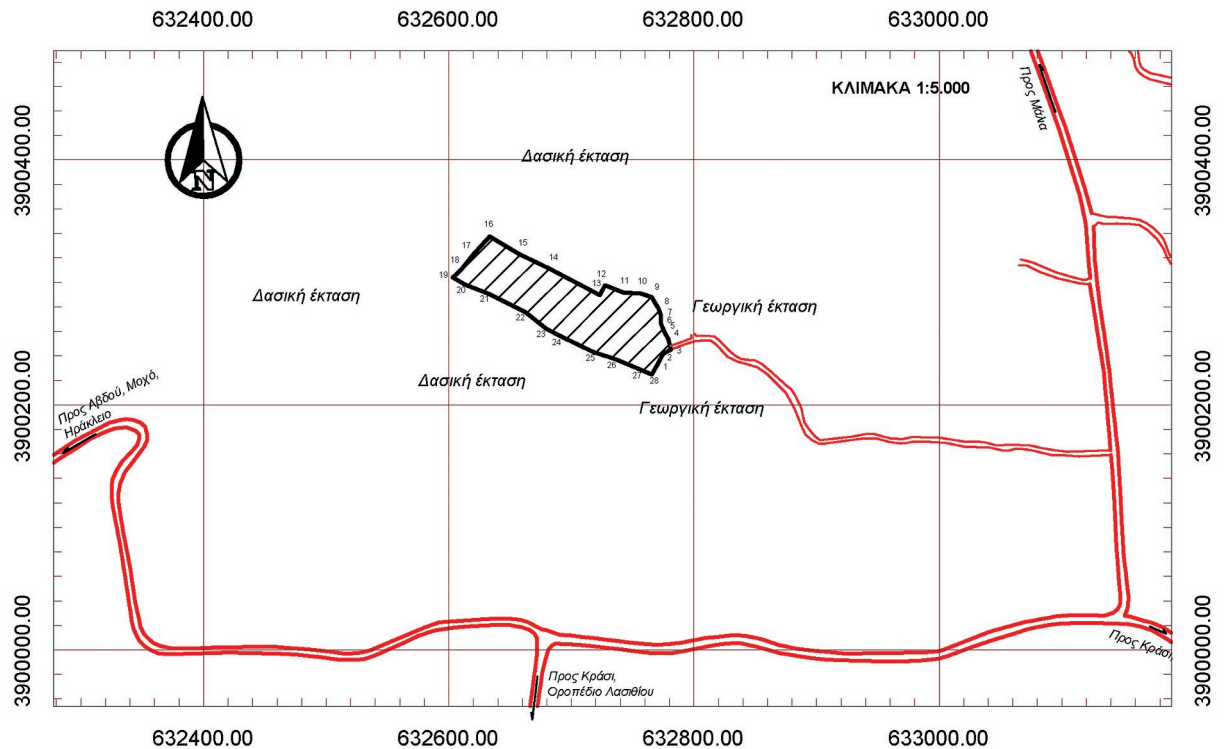 632400.00 632600.00 632800.00 633000.00
ΚΛΙΜΑΚΑ 1:5.000
Προς Μάλια
3900400.00
3900400.00
N
Δασική έκταση
16
15
17
14
18
19
12
13
11
10
9
20
21
8
7
22
6
5
23
4
24
3
25
2
26
1
27
28
Δασική έκταση
Γεωργική έκταση
Δασική έκταση
Γεωργική έκταση
3900200.00
3900200.00
Προς Αβδού, Μοχό,
Ηράκλειο
3900000.00
3900000.00
Προς Κράσι,
Προς Κράσι,
Οροπέδιο Λασιθίου
632400.00 632600.00 632800.00 633000.00